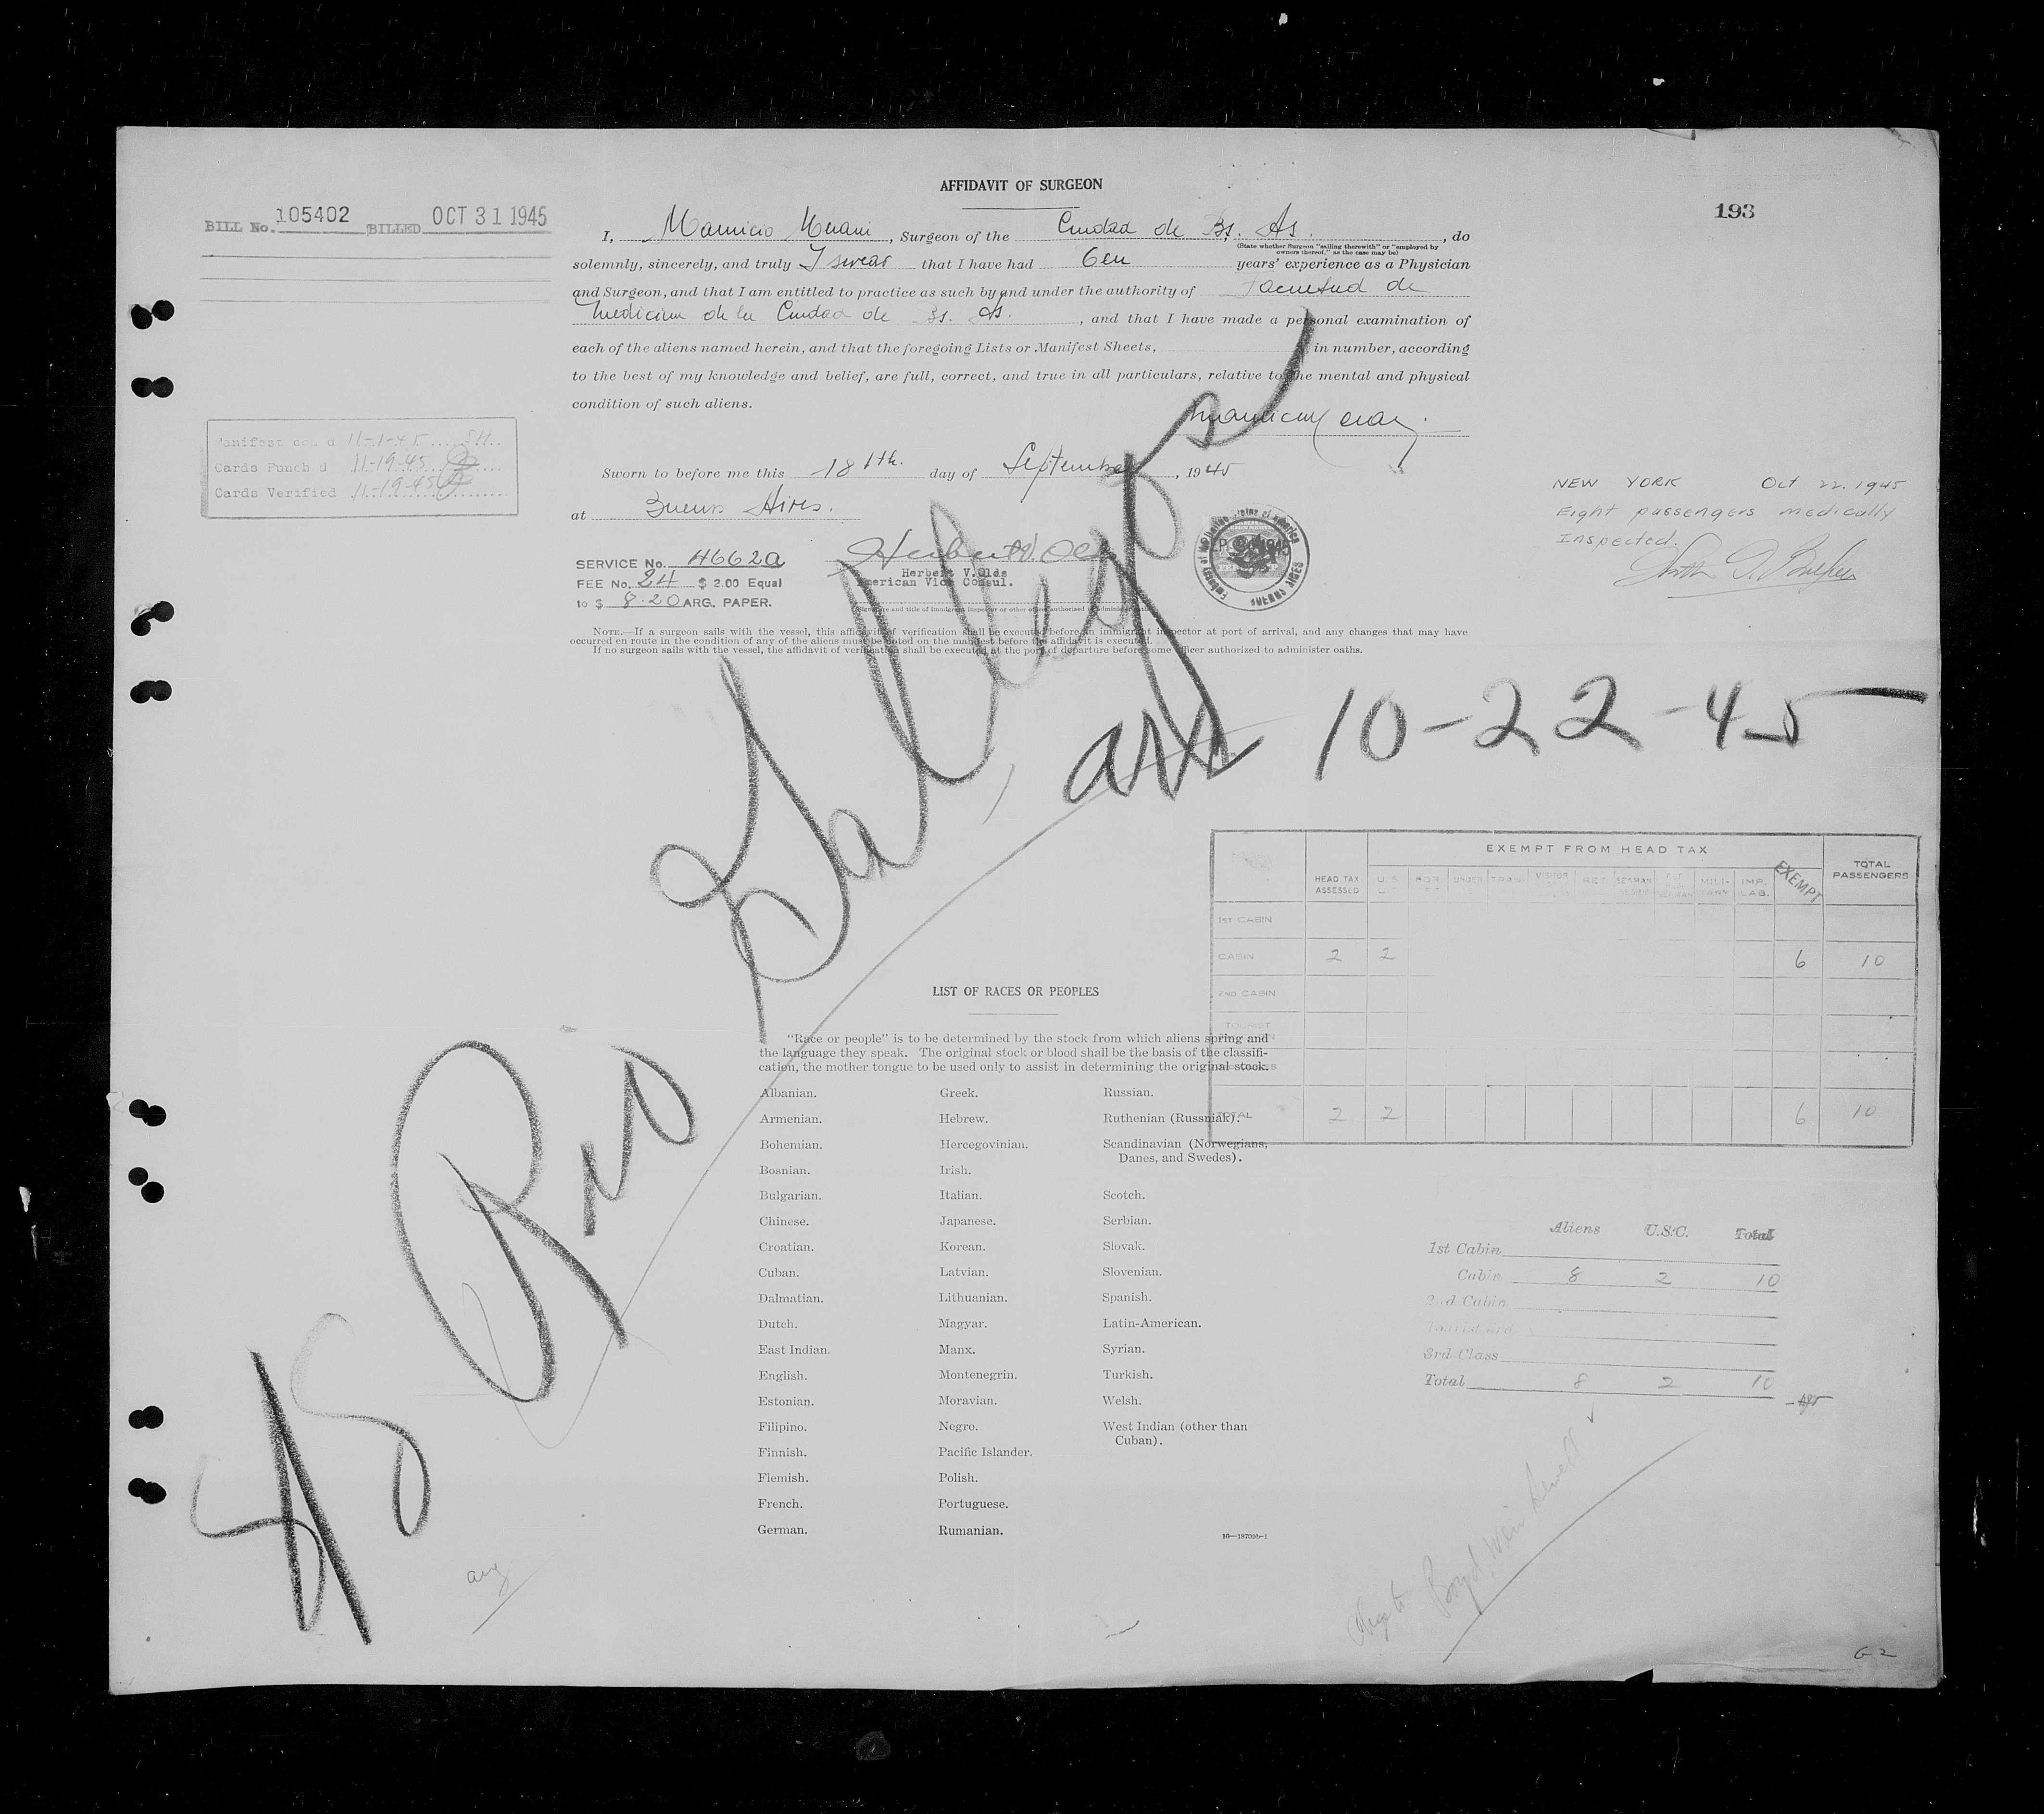 AFFIDAVIT OF SURGEON
193
BILL No. 105402 BILLED OCT 31 1945
I, Mauricio, Surgeon of the Ciudad de Bs. As., do
(State whether Surgeon "sailing therewith" or "employed by owners thereof," as the case may be)
solemnly, sincerely, and truly I swear that I have had years' experience as a Physician
and Surgeon, and that I am entitled to practice as such by and under the authority of de
de la Ciudad de Bs. As., and that I have made a personal examination of
each of the aliens named herein, and that the foregoing Lists or Manifest Sheets, in number, according
to the best of my knowledge and belief, are full, correct, and true in all particulars, relative to the mental and physical
condition of such aliens.
Manifest 11-1-45 SH.
Cards Punch d 11-19-45
Cards Verified 11-19-45
Sworn to before me this 18th. day of September, 1945
at Buenos Aires.
NEW YORK Oct 22. 1945
Eight passengers medically
Inspected.
SERVICE No. 4662a
FEE No. 24 $ 2.00 Equal
to $ 8.20 ARG. PAPER.
Herbert V. Olds
American Vice Consul.
NOTE.—If a surgeon sails with the vessel, this affidavit of verification shall be executed before an immigrant inspector at port of arrival, and any changes that may have
occurred en route in the condition of any of the aliens must be noted on the manifest before the affidavit is executed.
If no surgeon sails with the vessel, the affidavit of verification shall be executed at the port of departure before some officer authorized to administer oaths.
SS Rio Gallegos
arr 10-22-45
EXEMPT FROM HEAD TAX
HEAD TAX ASSESSED U.S. EXEMPT TOTAL PASSENGERS
IMP. LAB.
1ST CABIN
CABIN 2 2 6 10
2ND CABIN
TOURIST
TOTAL 2 2 6 10
LIST OF RACES OR PEOPLES
"Race or people" is to be determined by the stock from which aliens spring and
the language they speak. The original stock or blood shall be the basis of the classifi-
cation, the mother tongue to be used only to assist in determining the original stock.
Albanian. Greek. Russian.
Armenian. Hebrew. Ruthenian (Russniak).
Bohemian. Hercegovinian. Scandinavian (Norwegians,
Danes, and Swedes).
Bosnian. Irish.
Bulgarian. Italian. Scotch.
Chinese. Japanese. Serbian.
Croatian. Korean. Slovak.
Cuban. Latvian. Slovenian.
Dalmatian. Lithuanian. Spanish.
Dutch. Magyar. Latin-American.
East Indian. Manx. Syrian.
English. Montenegrin. Turkish.
Estonian. Moravian. Welsh.
Filipino. Negro. West Indian (other than
Cuban).
Finnish. Pacific Islander.
Flemish. Polish.
French. Portuguese.
German. Rumanian.
Aliens U.S.C. Total
1st Cabin
Cabin 8 2 10
2nd Cabin
3rd Class
Total 8 2 10
arg
G2